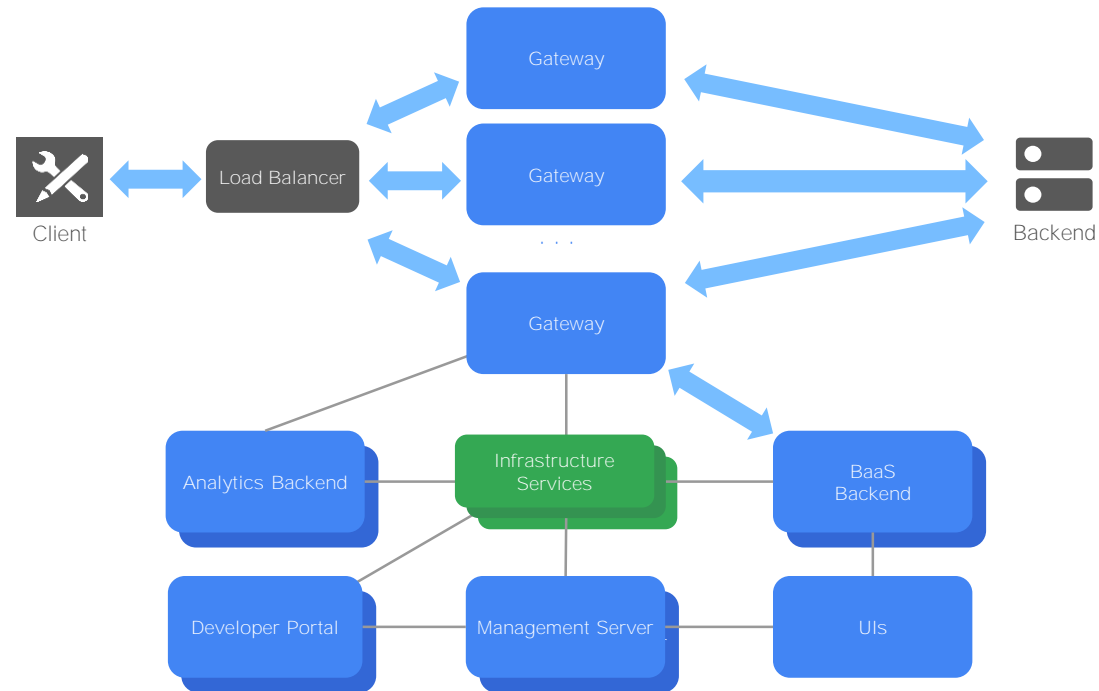 Gateway
Gateway
Load Balancer
Client
Backend
. . .
Gateway
Infrastructure
Services
Analytics Backend
BaaS
Backend
Developer Portal
Management Server
UIs